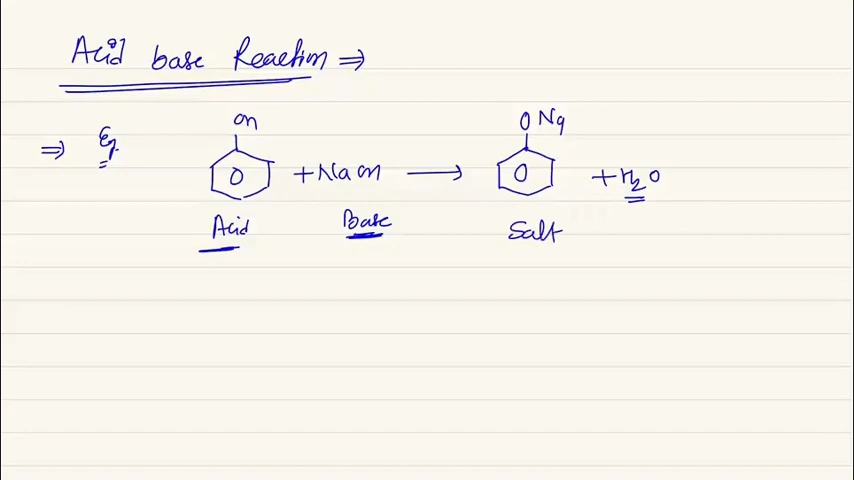 Acid base Reaction ⇒
⇒ Eg.
OH
ONa
+ NaOH ⟶ + H₂O
Acid Base Salt